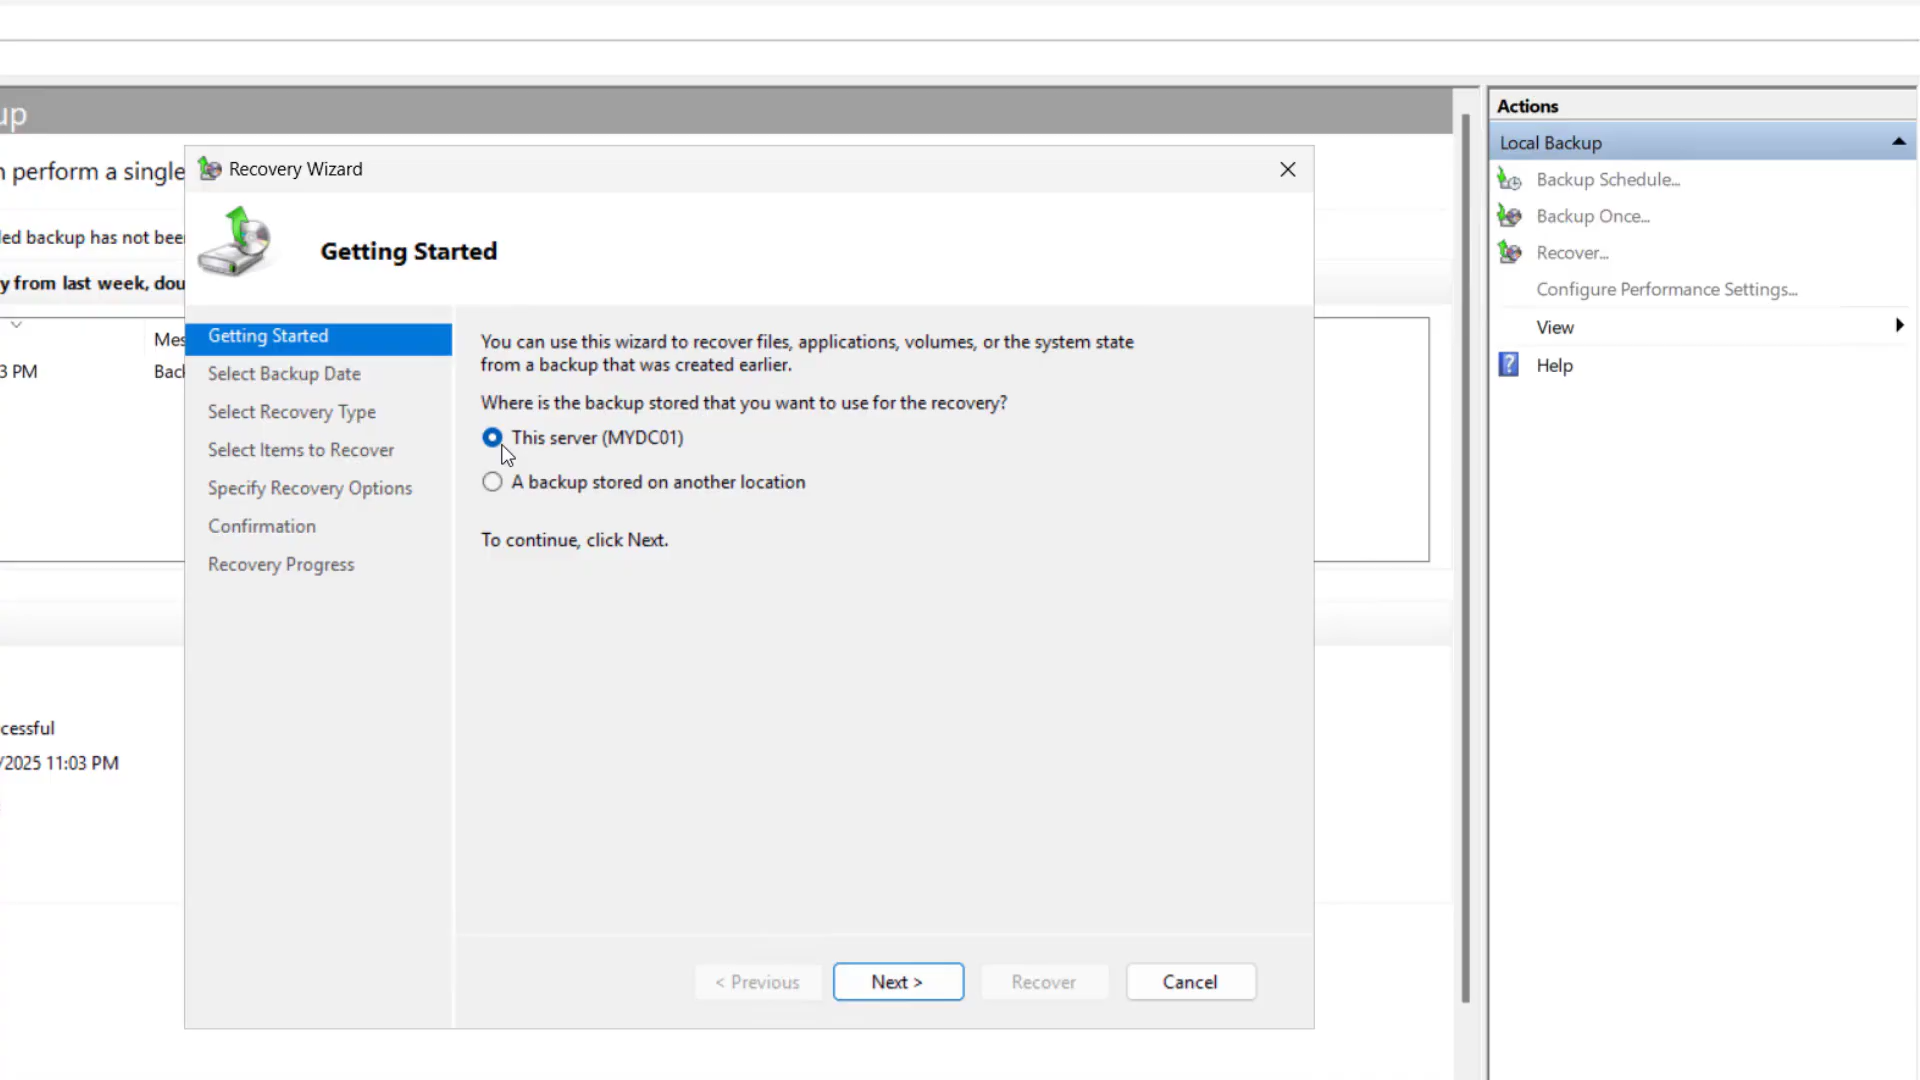 up
n perform a single
led backup has not bee
y from last week, dou
Mes
3 PM
Back
cessful
/2025 11:03 PM
Recovery Wizard
Getting Started
Getting Started
Select Backup Date
Select Recovery Type
Select Items to Recover
Specify Recovery Options
Confirmation
Recovery Progress
You can use this wizard to recover files, applications, volumes, or the system state
from a backup that was created earlier.
Where is the backup stored that you want to use for the recovery?
This server (MYDC01)
A backup stored on another location
To continue, click Next.
< Previous
Next >
Recover
Cancel
Actions
Local Backup
Backup Schedule...
Backup Once...
Recover...
Configure Performance Settings...
View
Help